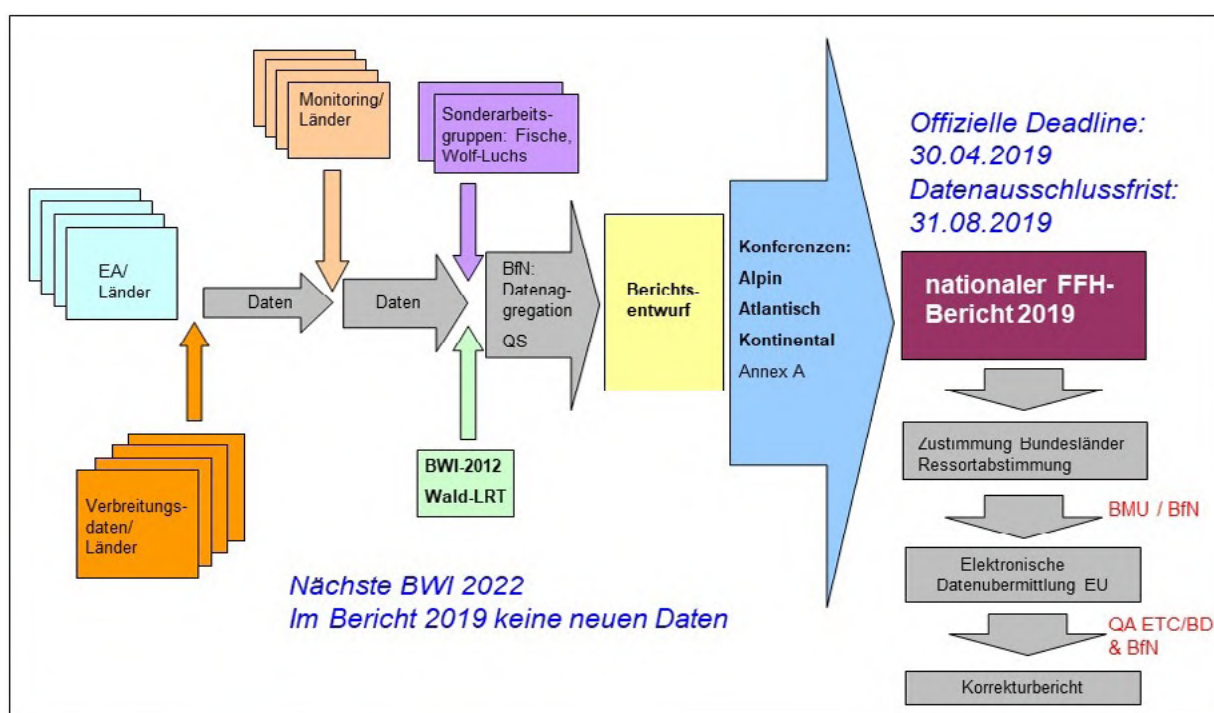 Monitoring/
Länder
Sonderarbeits-
gruppen: Fische,
Wolf-Luchs
Offizielle Deadline:
30.04.2019
Datenausschlussfrist:
31.08.2019
EA/
Länder
Daten
Daten
BfN:
Datenag-
gregation
QS
Berichts-
entwurf
Konferenzen:
Alpin
Atlantisch
Kontinental
Annex A
nationaler FFH-
Bericht 2019
Verbreitungs-
daten/
Länder
BWI-2012
Wald-LRT
Zustimmung Bundesländer
Ressortabstimmung
BMU / BfN
Elektronische
Datenubermittlung EU
QA ETC/BD
& BfN
Korrekturbericht
Nächste BWI 2022
Im Bericht 2019 keine neuen Daten